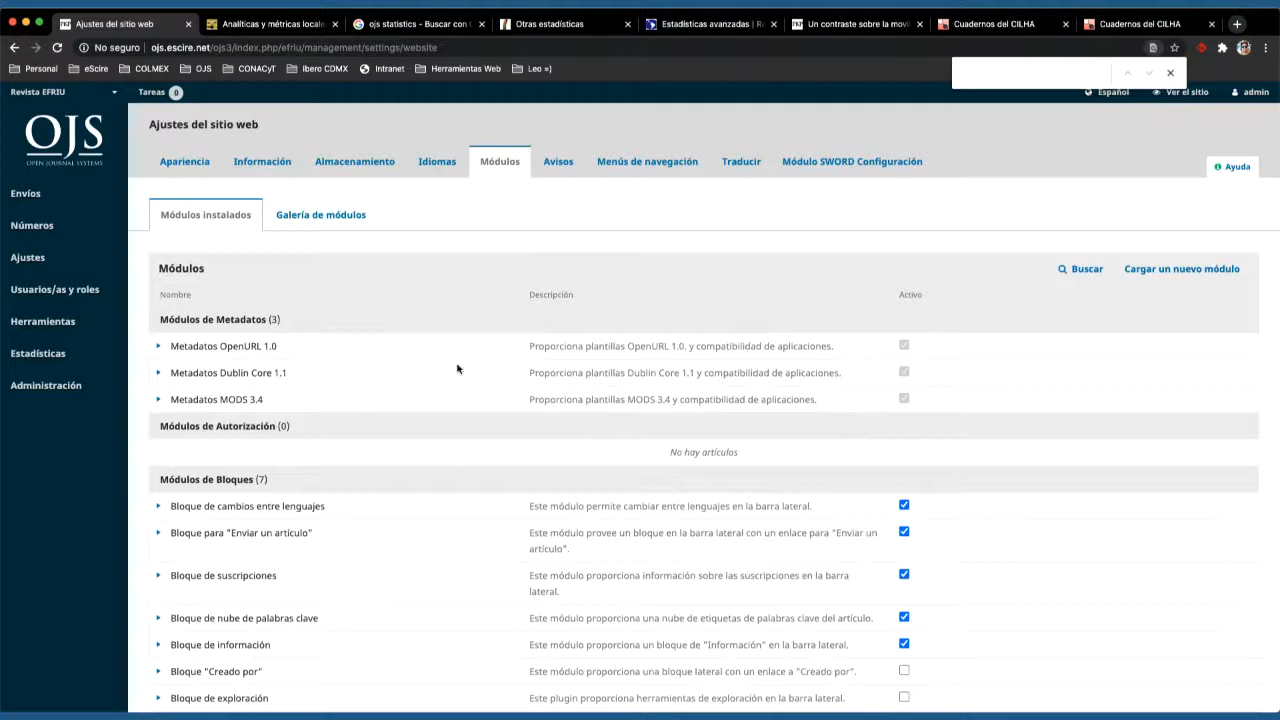 Ajustes del sitio web
Analíticas y métricas locale
ojs statistics - Buscar con
Otras estadísticas
Estadísticas avanzadas | Re
Un contraste sobre la movil
Cuadernos del CILHA
Cuadernos del CILHA
No seguro | ojs.escire.net/ojs3/index.php/efriu/management/settings/website
Personal
eScire
COLMEX
OJS
CONACyT
Ibero CDMX
Intranet
Herramientas Web
Leo =)
Revista EFRIU
Tareas 0
Español
Ver el sitio
admin
OJS
OPEN JOURNAL SYSTEMS
Envíos
Números
Ajustes
Usuarios/as y roles
Herramientas
Estadísticas
Administración
Ajustes del sitio web
Apariencia
Información
Almacenamiento
Idiomas
Módulos
Avisos
Menús de navegación
Traducir
Módulo SWORD Configuración
Ayuda
Módulos instalados
Galería de módulos
Módulos
Buscar
Cargar un nuevo módulo
Nombre
Descripción
Activo
Módulos de Metadatos (3)
Metadatos OpenURL 1.0
Proporciona plantillas OpenURL 1.0. y compatibilidad de aplicaciones.
Metadatos Dublin Core 1.1
Proporciona plantillas Dublin Core 1.1 y compatibilidad de aplicaciones.
Metadatos MODS 3.4
Proporciona plantillas MODS 3.4 y compatibilidad de aplicaciones.
Módulos de Autorización (0)
No hay artículos
Módulos de Bloques (7)
Bloque de cambios entre lenguajes
Este módulo permite cambiar entre lenguajes en la barra lateral.
Bloque para "Enviar un artículo"
Este módulo provee un bloque en la barra lateral con un enlace para "Enviar un
artículo".
Bloque de suscripciones
Este módulo proporciona información sobre las suscripciones en la barra
lateral.
Bloque de nube de palabras clave
Este módulo proporciona una nube de etiquetas de palabras clave del artículo.
Bloque de información
Este módulo proporciona un bloque de "Información" en la barra lateral.
Bloque "Creado por"
Este módulo proporciona una bloque lateral con un enlace a "Creado por".
Bloque de exploración
Este plugin proporciona herramientas de exploración en la barra lateral.